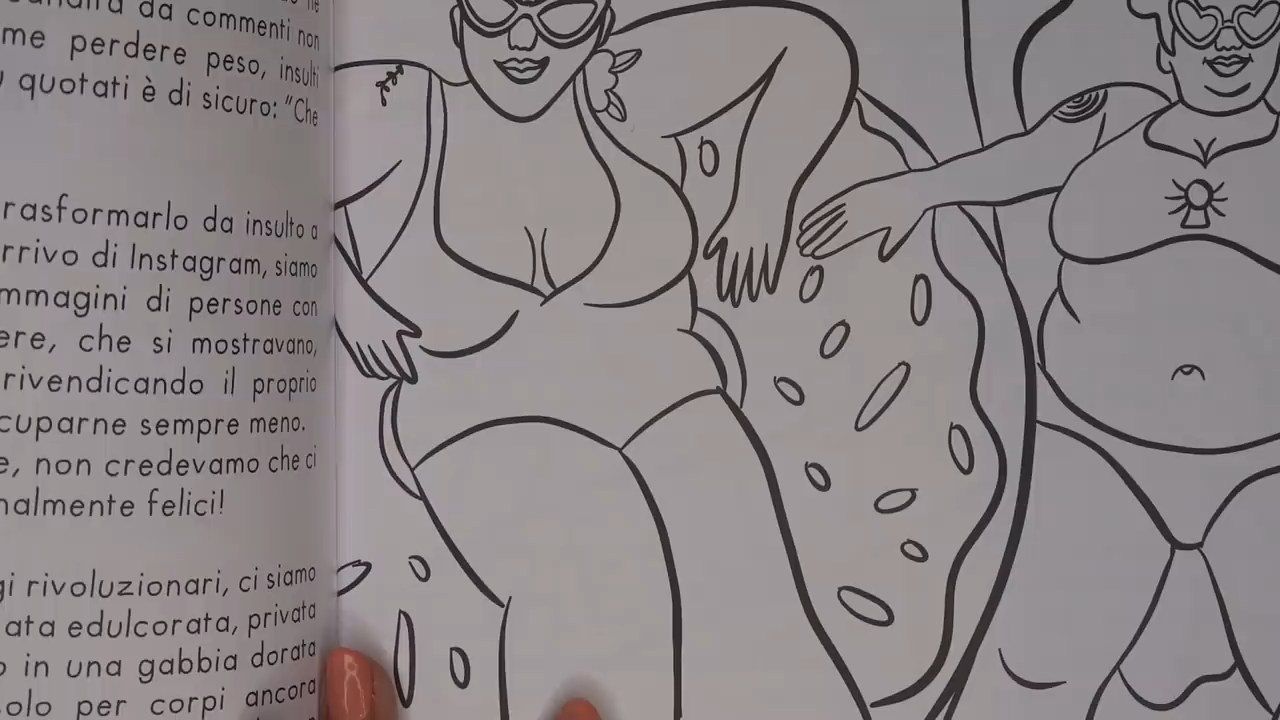 da commenti non
me perdere peso, insulti
quotati è di sicuro: "Che
rasformarlo da insulto a
rrivo di Instagram, siamo
mmagini di persone con
ere, che si mostravano,
rivendicando il proprio
cuparne sempre meno.
e, non credevamo che ci
nalmente felici!
gi rivoluzionari, ci siamo
ata edulcorata, privata
o in una gabbia dorata
solo per corpi ancora